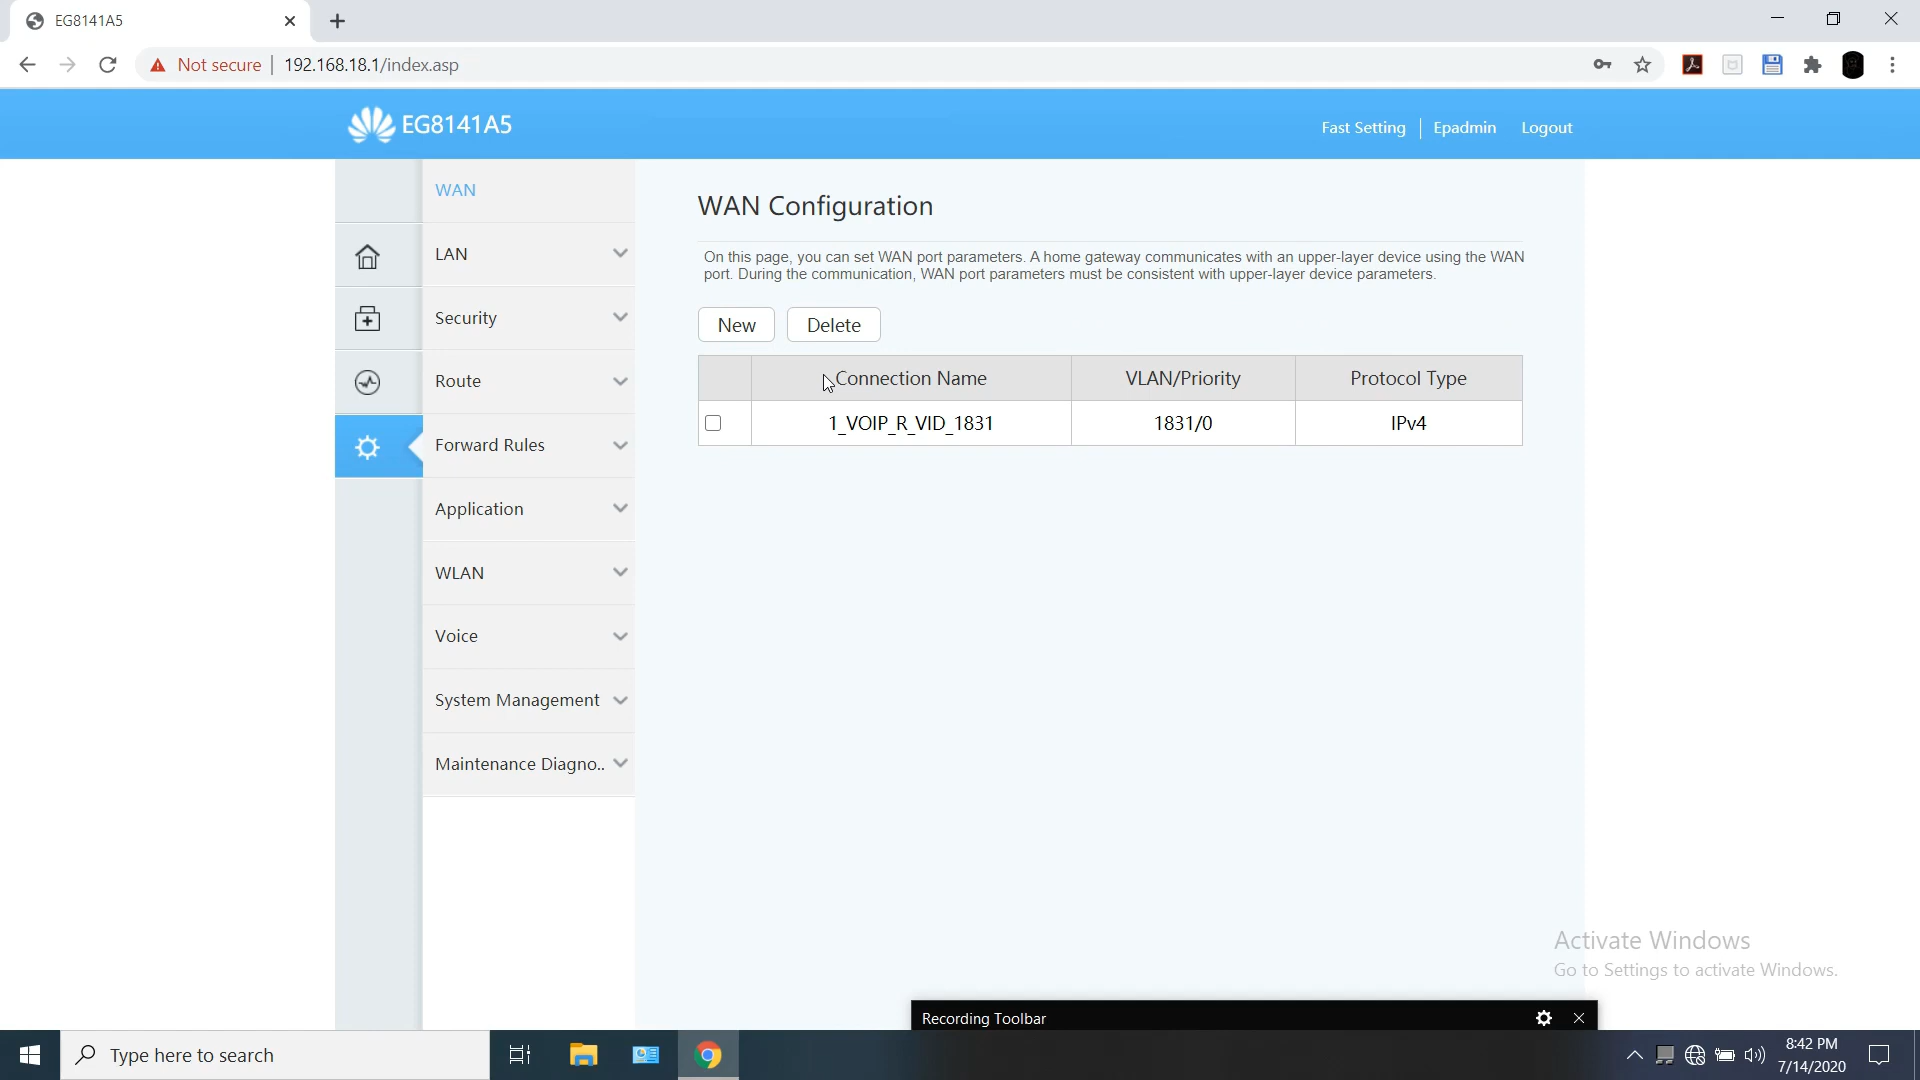 EG8141A5
Not secure
192.168.18.1/index.asp
EG8141A5
Fast Setting
Epadmin
Logout
WAN
LAN
Security
Route
Forward Rules
Application
WLAN
Voice
System Management
Maintenance Diagno..
WAN Configuration
On this page, you can set WAN port parameters. A home gateway communicates with an upper-layer device using the WAN
port. During the communication, WAN port parameters must be consistent with upper-layer device parameters.
New
Delete
Connection Name
VLAN/Priority
Protocol Type
1_VOIP_R_VID_1831
1831/0
IPv4
Activate Windows
Go to Settings to activate Windows.
Recording Toolbar
Type here to search
8:42 PM
7/14/2020